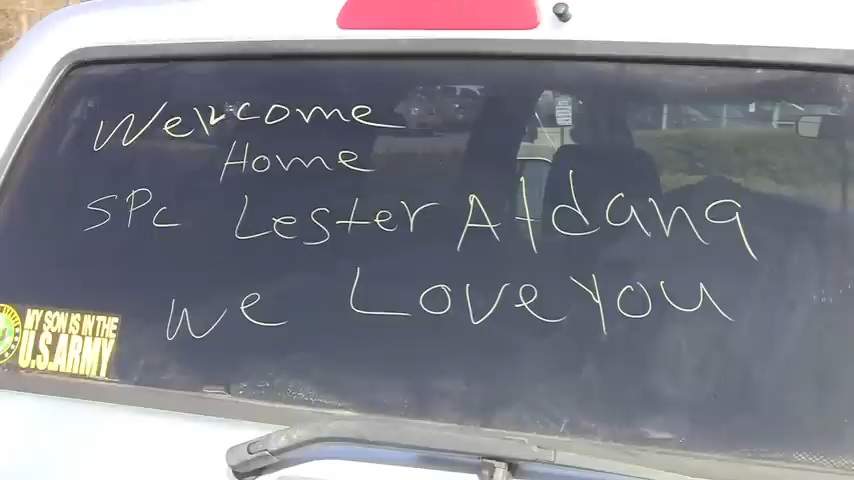 Welcome
Home
SPC Lester Aldana
We Love You
MY SON IS IN THE
U.S. ARMY